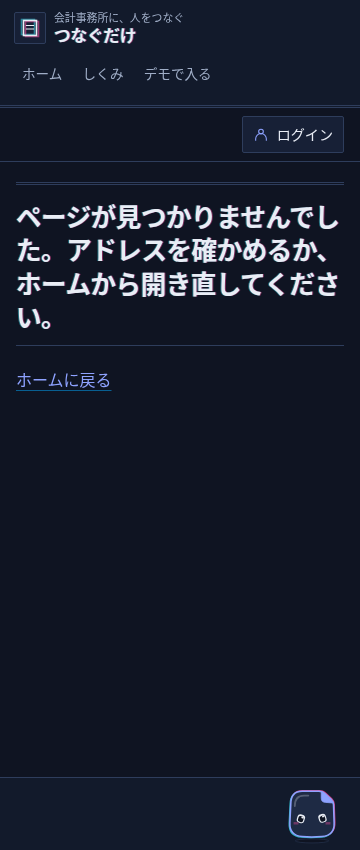 会計事務所に、人をつなぐ
つなぐだけ
ホーム しくみ デモで入る
ログイン
ページが見つかりませんでし
た。アドレスを確かめるか、
ホームから開き直してくださ
い。
ホームに戻る